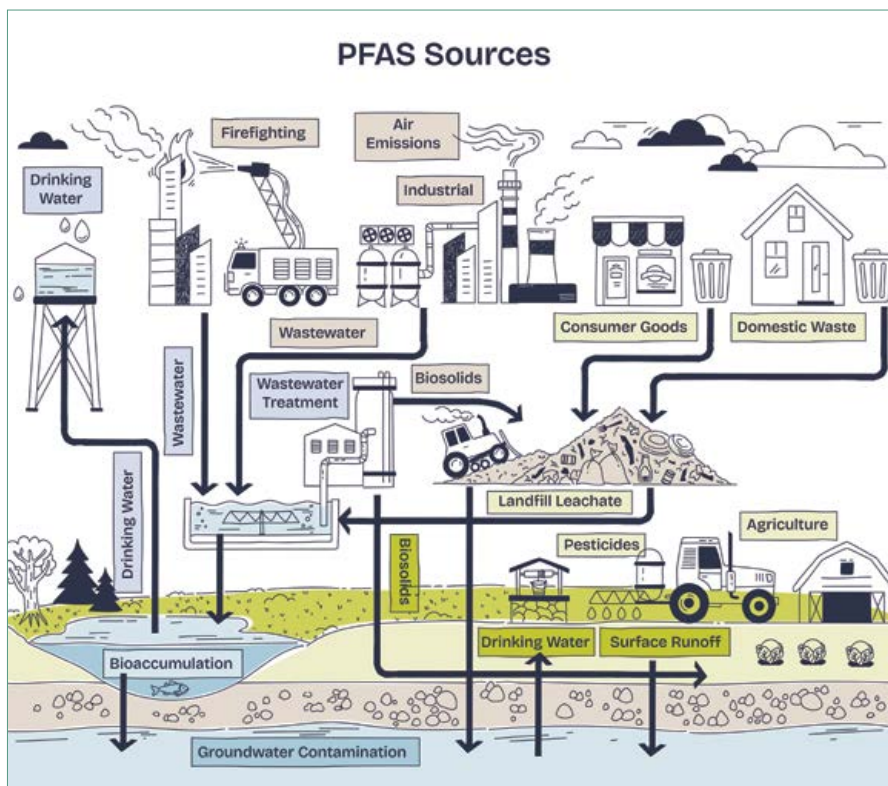 PFAS Sources
Firefighting
Air
Emissions
Drinking
Water
Industrial
Consumer Goods
Domestic Waste
Wastewater
Wastewater
Wastewater
Treatment
Biosolids
Landfill Leachate
Drinking Water
Biosolids
Pesticides
Agriculture
Drinking Water
Surface Runoff
Bioaccumulation
Groundwater Contamination